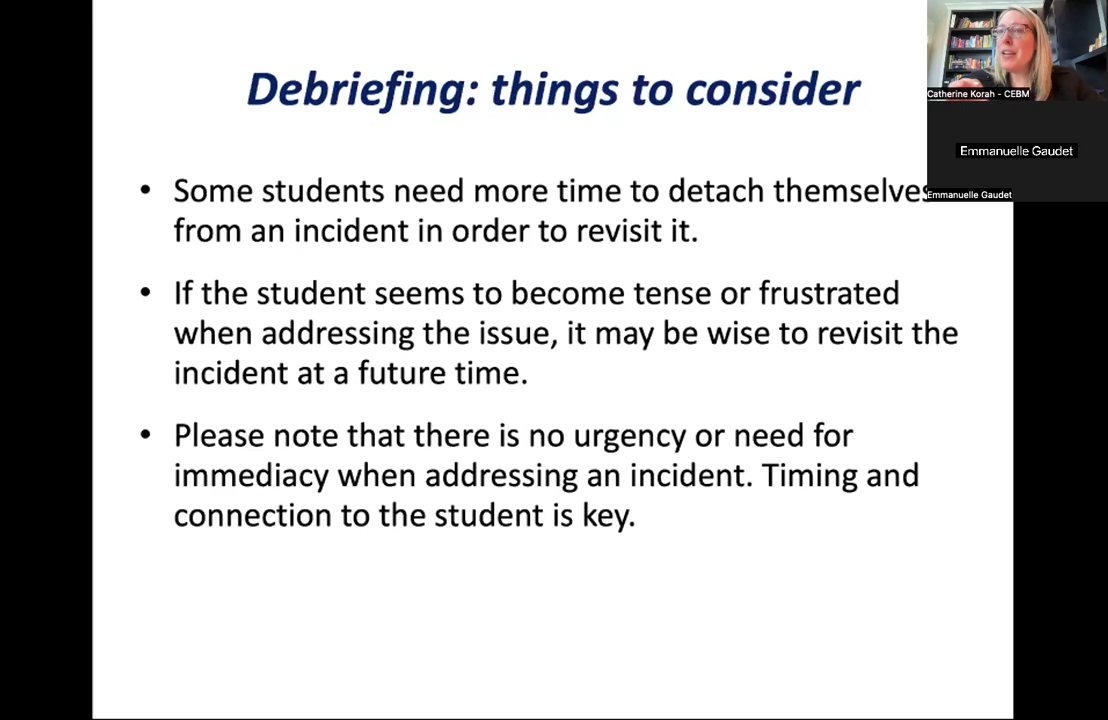 Debriefing: things to consider
• Some students need more time to detach themselves
from an incident in order to revisit it.
• If the student seems to become tense or frustrated
when addressing the issue, it may be wise to revisit the
incident at a future time.
• Please note that there is no urgency or need for
immediacy when addressing an incident. Timing and
connection to the student is key.
Catherine Korah - CEBM
Emmanuelle Gaudet
Emmanuelle Gaudet